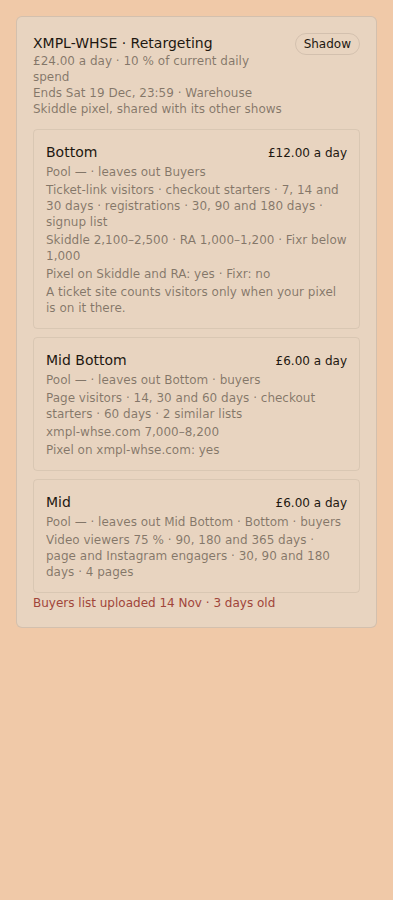 XMPL-WHSE · Retargeting
Shadow
£24.00 a day · 10 % of current daily
spend
Ends Sat 19 Dec, 23:59 · Warehouse
Skiddle pixel, shared with its other shows
Bottom
£12.00 a day
Pool — · leaves out Buyers
Ticket-link visitors · checkout starters · 7, 14 and
30 days · registrations · 30, 90 and 180 days ·
signup list
Skiddle 2,100–2,500 · RA 1,000–1,200 · Fixr below
1,000
Pixel on Skiddle and RA: yes · Fixr: no
A ticket site counts visitors only when your pixel
is on it there.
Mid Bottom
£6.00 a day
Pool — · leaves out Bottom · buyers
Page visitors · 14, 30 and 60 days · checkout
starters · 60 days · 2 similar lists
xmpl-whse.com 7,000–8,200
Pixel on xmpl-whse.com: yes
Mid
£6.00 a day
Pool — · leaves out Mid Bottom · Bottom · buyers
Video viewers 75 % · 90, 180 and 365 days ·
page and Instagram engagers · 30, 90 and 180
days · 4 pages
Buyers list uploaded 14 Nov · 3 days old